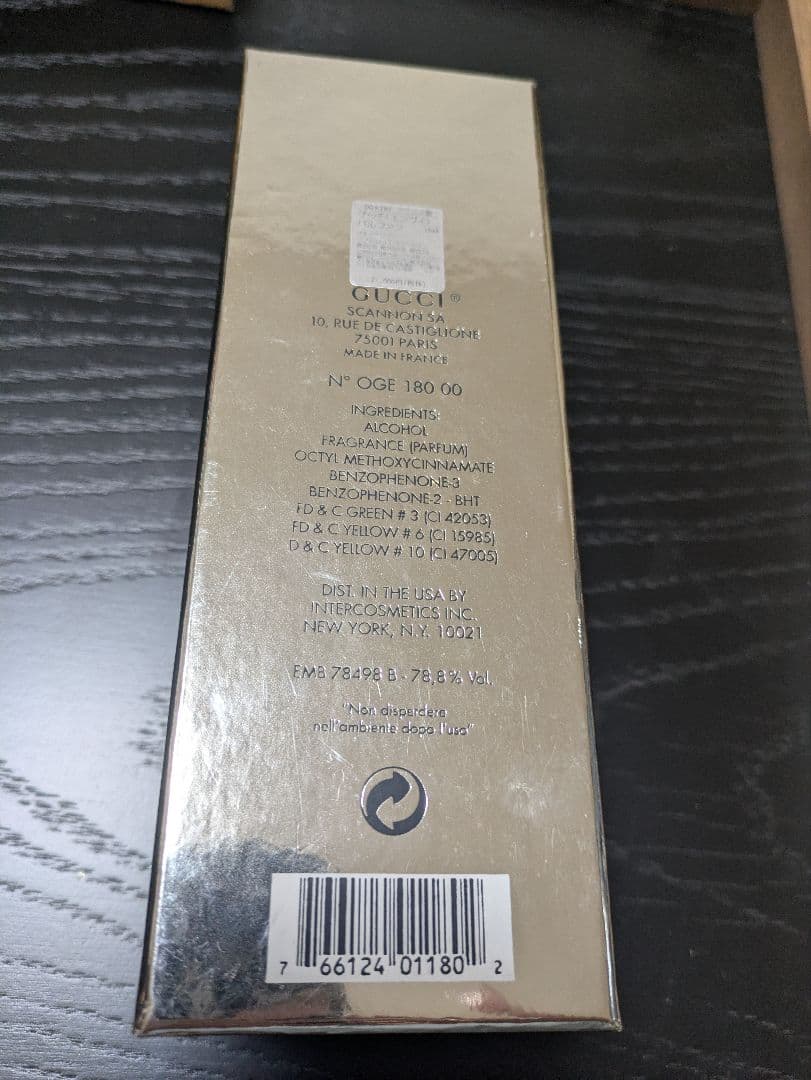 GUCCI®
SCANNON SA
10, RUE DE CASTIGLIONE
75001 PARIS
MADE IN FRANCE
N° OGE 180 00
INGREDIENTS:
ALCOHOL
FRAGRANCE (PARFUM)
OCTYL METHOXYCINNAMATE
BENZOPHENONE-3
BENZOPHENONE-2 - BHT
FD & C GREEN # 3 (CI 42053)
FD & C YELLOW # 6 (CI 15985)
D & C YELLOW # 10 (CI 47005)
DIST. IN THE USA BY
INTERCOSMETICS INC.
NEW YORK, N.Y. 10021
EMB 78498 B - 78,8% Vol.
"Non disperdere
nell'ambiente dopo l'uso"
7 66124 01180 2